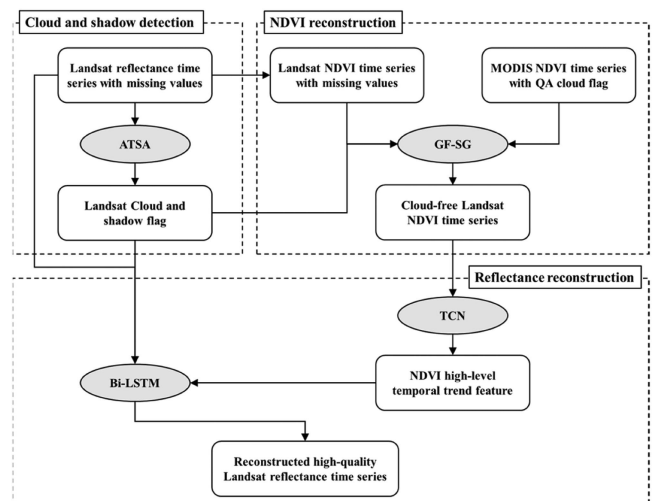 Cloud and shadow detection
NDVI reconstruction
Landsat reflectance time
series with missing values
Landsat NDVI time series
with missing values
MODIS NDVI time series
with QA cloud flag
ATSA
GF-SG
Landsat Cloud and
shadow flag
Cloud-free Landsat
NDVI time series
Reflectance reconstruction
TCN
Bi-LSTM
NDVI high-level
temporal trend feature
Reconstructed high-quality
Landsat reflectance time series